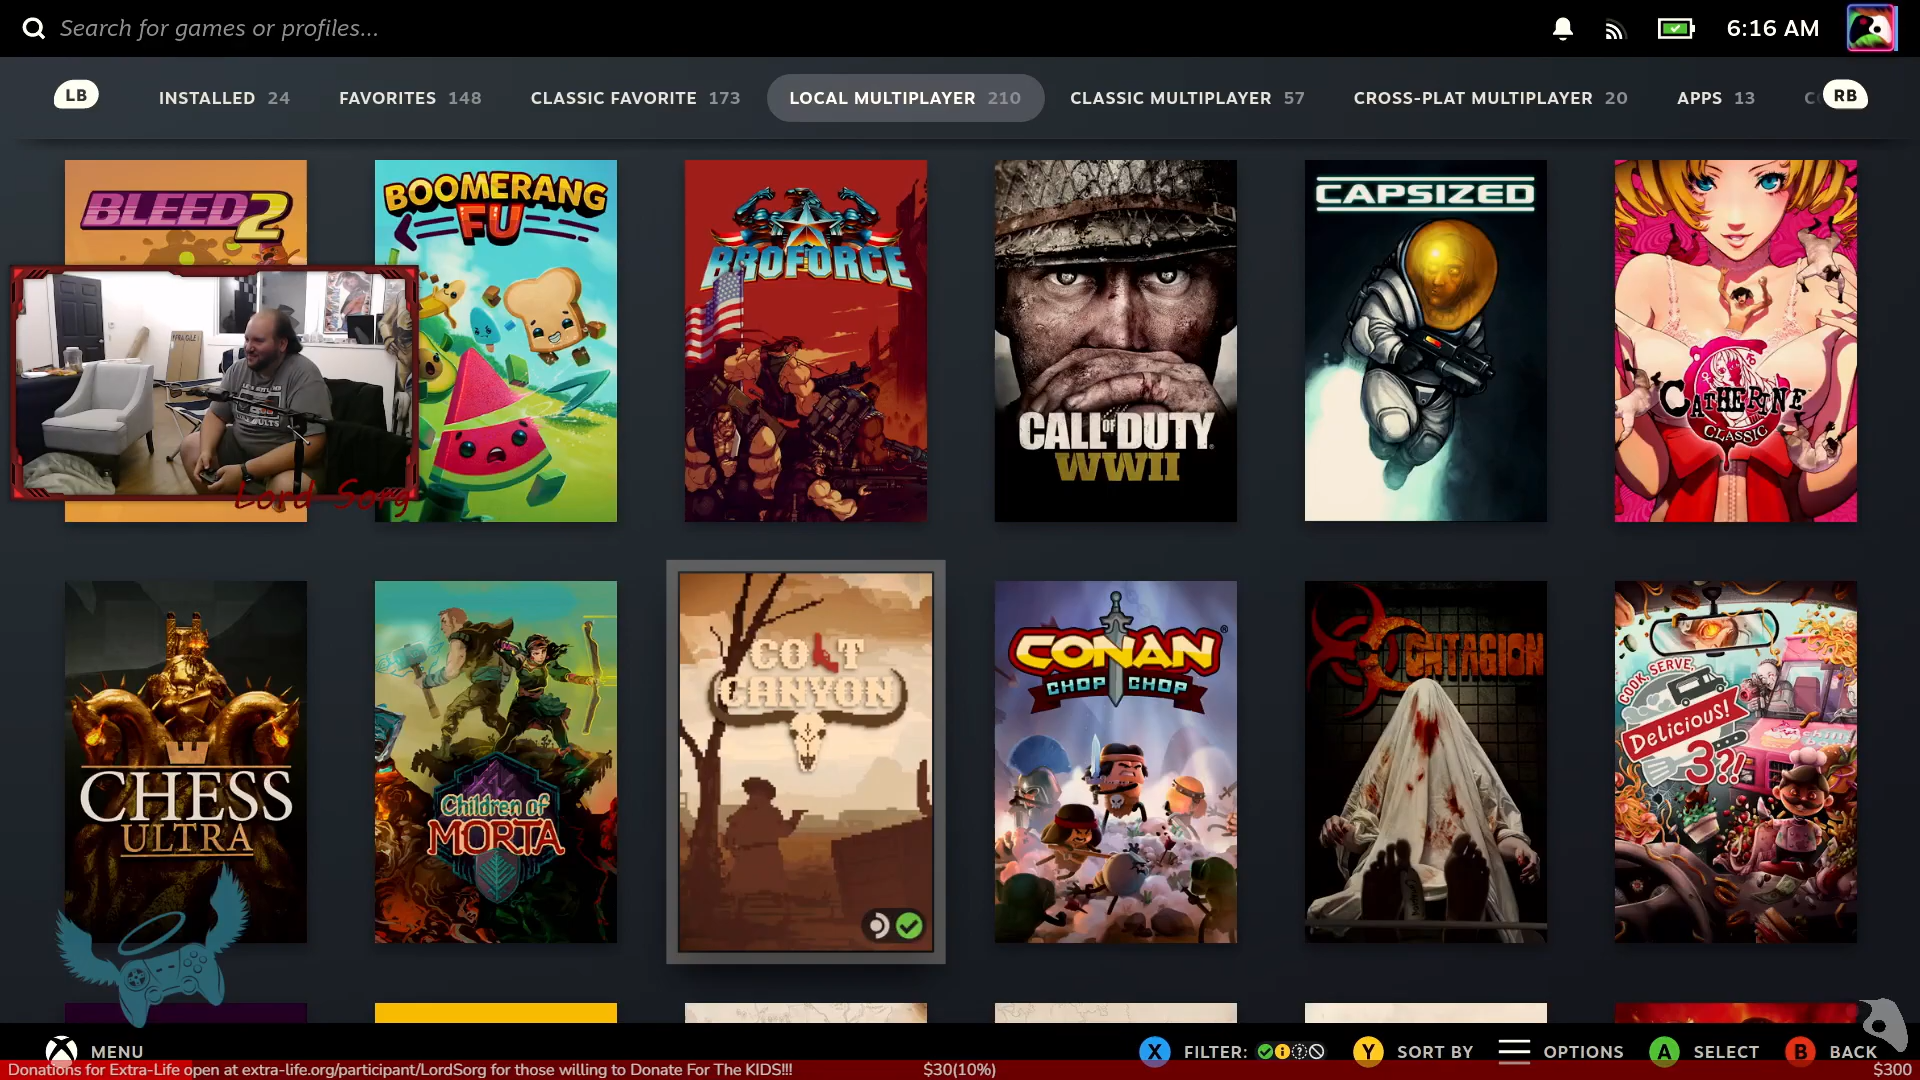 Search for games or profiles...
6:16 AM
LB
INSTALLED 24
FAVORITES 148
CLASSIC FAVORITE 173
LOCAL MULTIPLAYER 210
CLASSIC MULTIPLAYER 57
CROSS-PLAT MULTIPLAYER 20
APPS 13
RB
BLEED 2
BOOMERANG
FU
BROFORCE
CALL OF DUTY
WWII
CAPSIZED
CATHERINE
CLASSIC
Lord Sorg
CHESS
ULTRA
Children of
MORTA
COLT
CANYON
CONAN
CHOP CHOP
CONTAGION
COOK, SERVE,
Delicious!
3?!
MENU
X FILTER:
Y SORT BY
OPTIONS
A SELECT
B BACK
Donations for Extra-Life open at extra-life.org/participant/LordSorg for those willing to Donate For The KIDS!!!
$30(10%)
$300